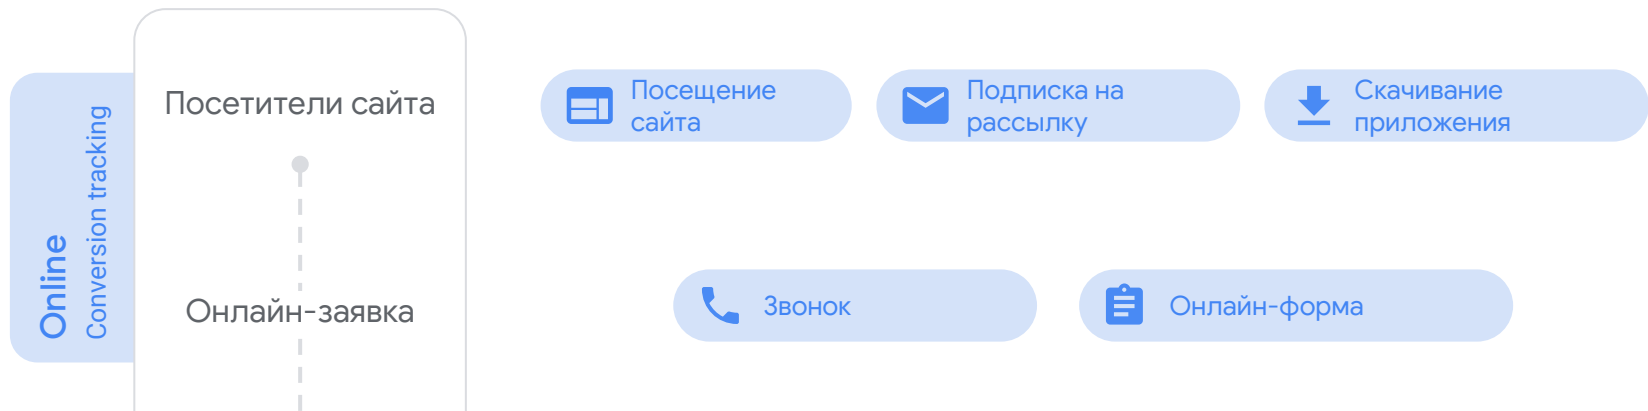 Online
Conversion tracking
Посетители сайта
Посещение
сайта
Подписка на
рассылку
Скачивание
приложения
Онлайн-заявка
Звонок
Онлайн-форма